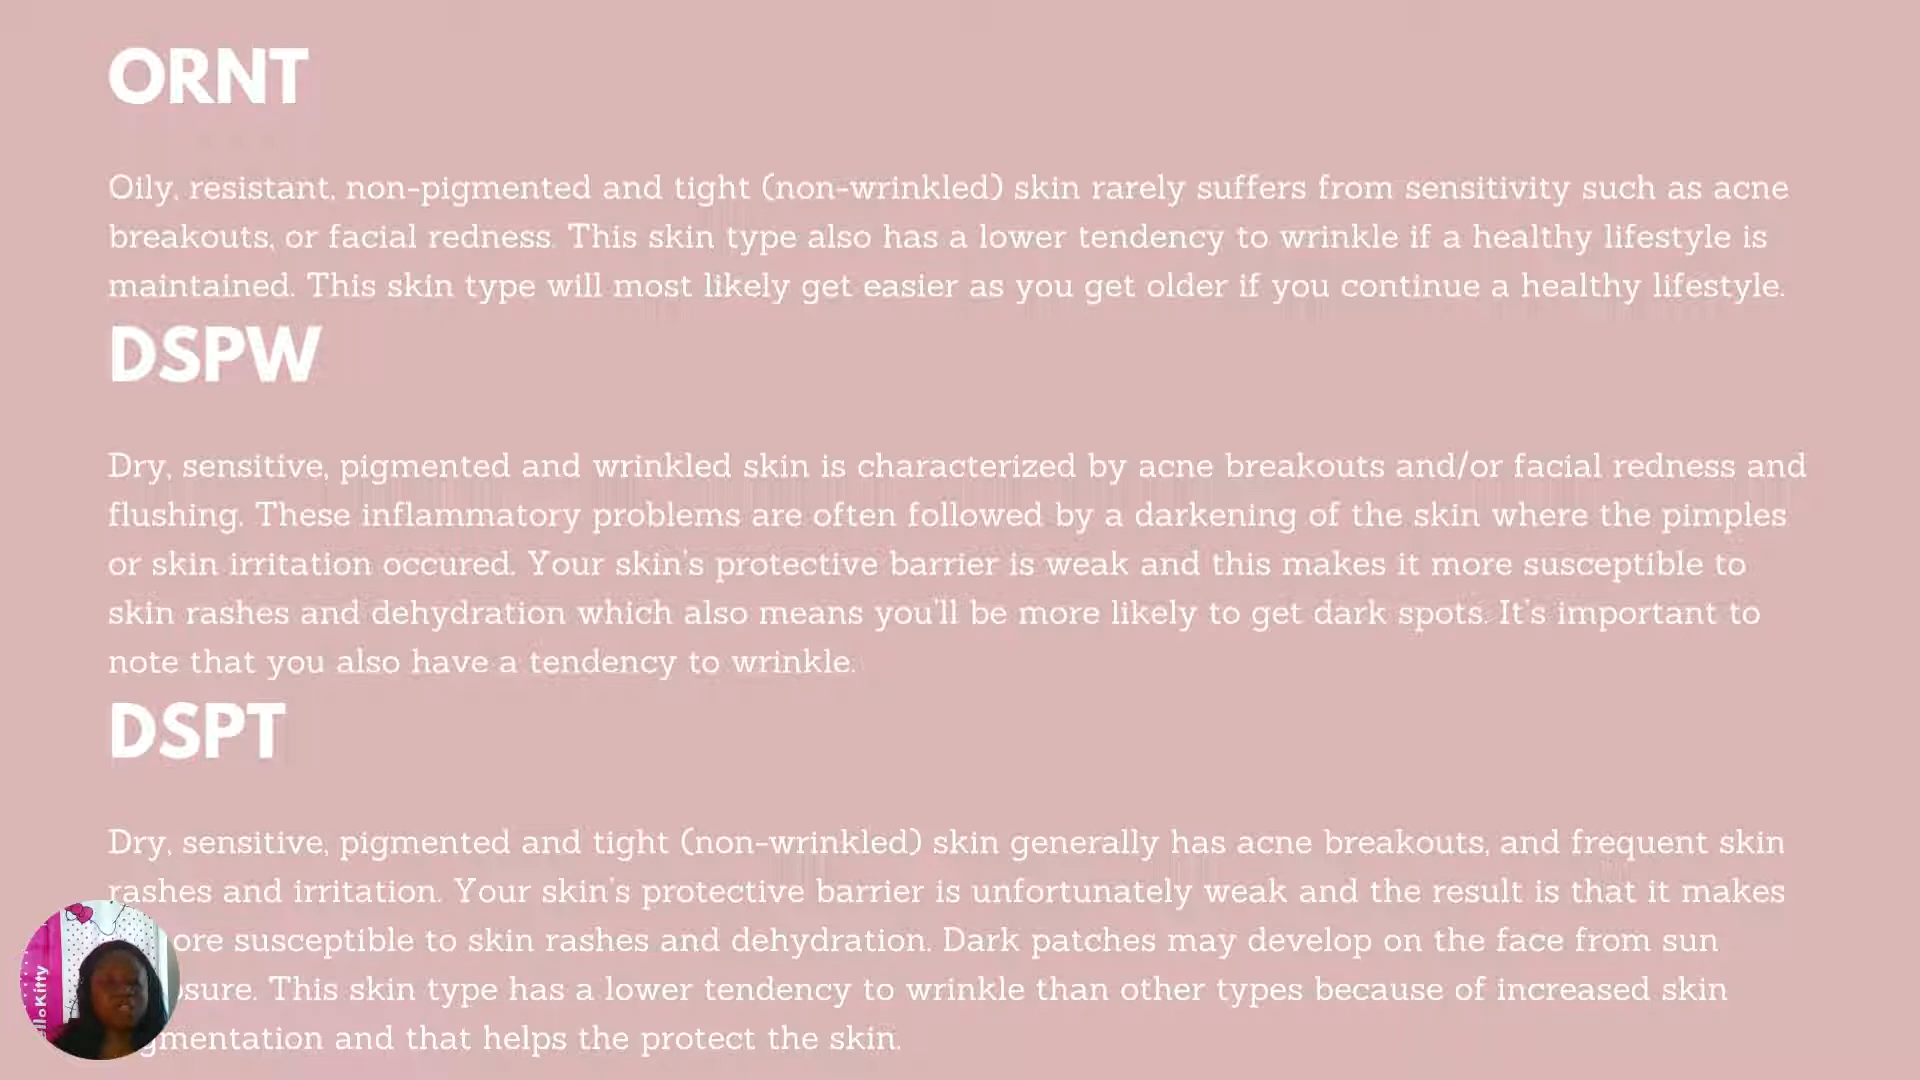 ORNT
Oily, resistant, non-pigmented and tight (non-wrinkled) skin rarely suffers from sensitivity such as acne
breakouts, or facial redness. This skin type also has a lower tendency to wrinkle if a healthy lifestyle is
maintained. This skin type will most likely get easier as you get older if you continue a healthy lifestyle.
DSPW
Dry, sensitive, pigmented and wrinkled skin is characterized by acne breakouts and/or facial redness and
flushing. These inflammatory problems are often followed by a darkening of the skin where the pimples
or skin irritation occured. Your skin's protective barrier is weak and this makes it more susceptible to
skin rashes and dehydration which also means you'll be more likely to get dark spots. It's important to
note that you also have a tendency to wrinkle.
DSPT
Dry, sensitive, pigmented and tight (non-wrinkled) skin generally has acne breakouts, and frequent skin
rashes and irritation. Your skin's protective barrier is unfortunately weak and the result is that it makes
ore susceptible to skin rashes and dehydration. Dark patches may develop on the face from sun
osure. This skin type has a lower tendency to wrinkle than other types because of increased skin
gmentation and that helps the protect the skin.
lloKitty